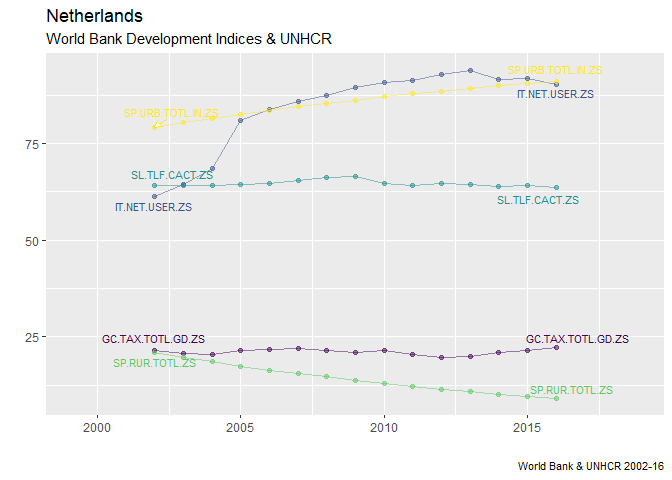 Netherlands
World Bank Development Indices & UNHCR
SP.URB.TOTL.IN.ZS
IT.NET.USER.ZS
SP.URB.TOTL.IN.ZS
75
SL.TLF.CACT.ZS
SL.TLF.CACT.ZS
IT.NET.USER.ZS
50
25
GC.TAX.TOTL.GD.ZS
GC.TAX.TOTL.GD.ZS
SP.RUR.TOTL.ZS
SP.RUR.TOTL.ZS
2000 2005 2010 2015
World Bank & UNHCR 2002-16